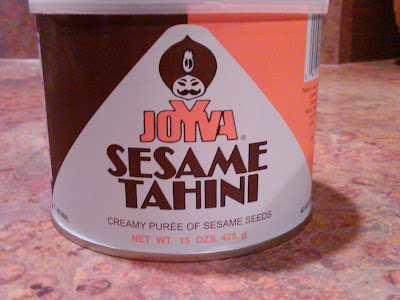 JOYVA®
SESAME
TAHINI
CREAMY PURÉE OF SESAME SEEDS
NET WT. 15 OZS. 425 g